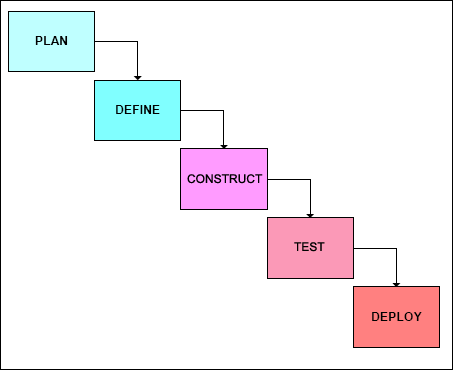 PLAN
DEFINE
CONSTRUCT
TEST
DEPLOY